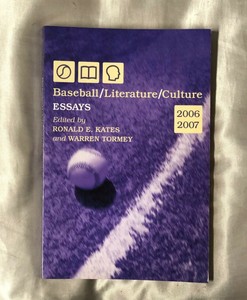 Baseball/Literature/Culture
ESSAYS
2006
2007
Edited by
RONALD E. KATES
and WARREN TORMEY